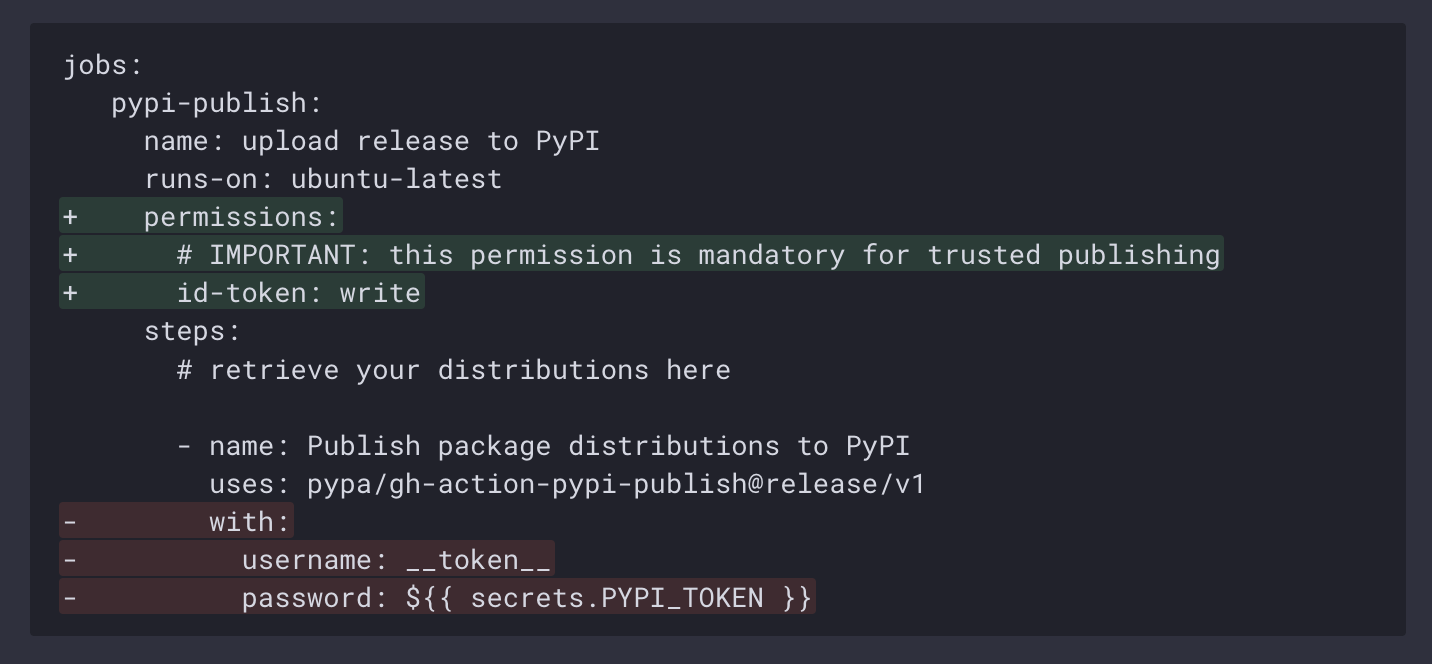 jobs:
   pypi-publish:
     name: upload release to PyPI
     runs-on: ubuntu-latest
+    permissions:
+      # IMPORTANT: this permission is mandatory for trusted publishing
+      id-token: write
     steps:
       # retrieve your distributions here

       - name: Publish package distributions to PyPI
         uses: pypa/gh-action-pypi-publish@release/v1
-        with:
-          username: __token__
-          password: ${{ secrets.PYPI_TOKEN }}